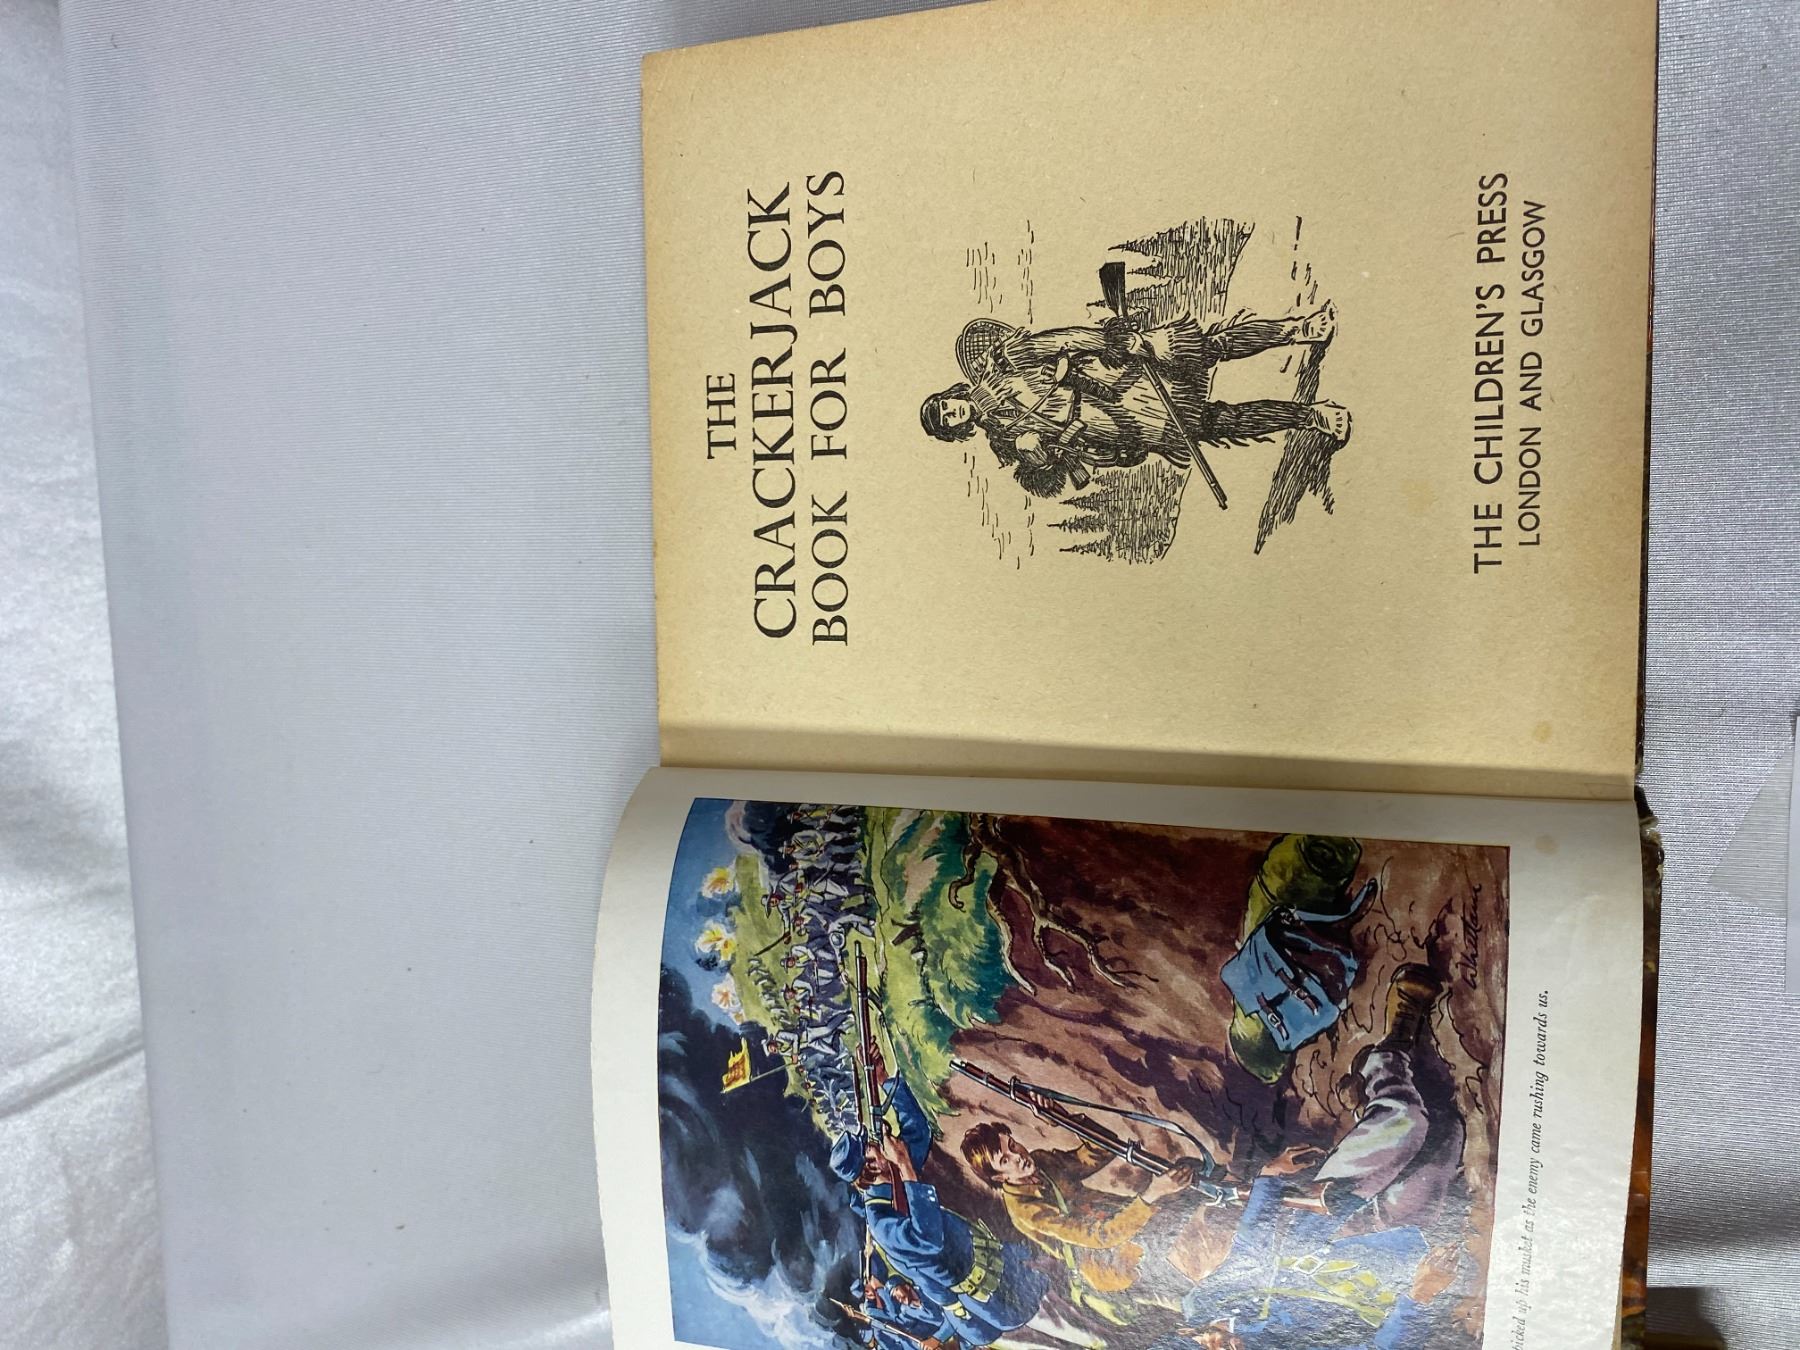 picked up his musket as the enemy came rushing towards us.
Whittam
THE
CRACKERJACK
BOOK FOR BOYS
THE CHILDREN'S PRESS
LONDON AND GLASGOW